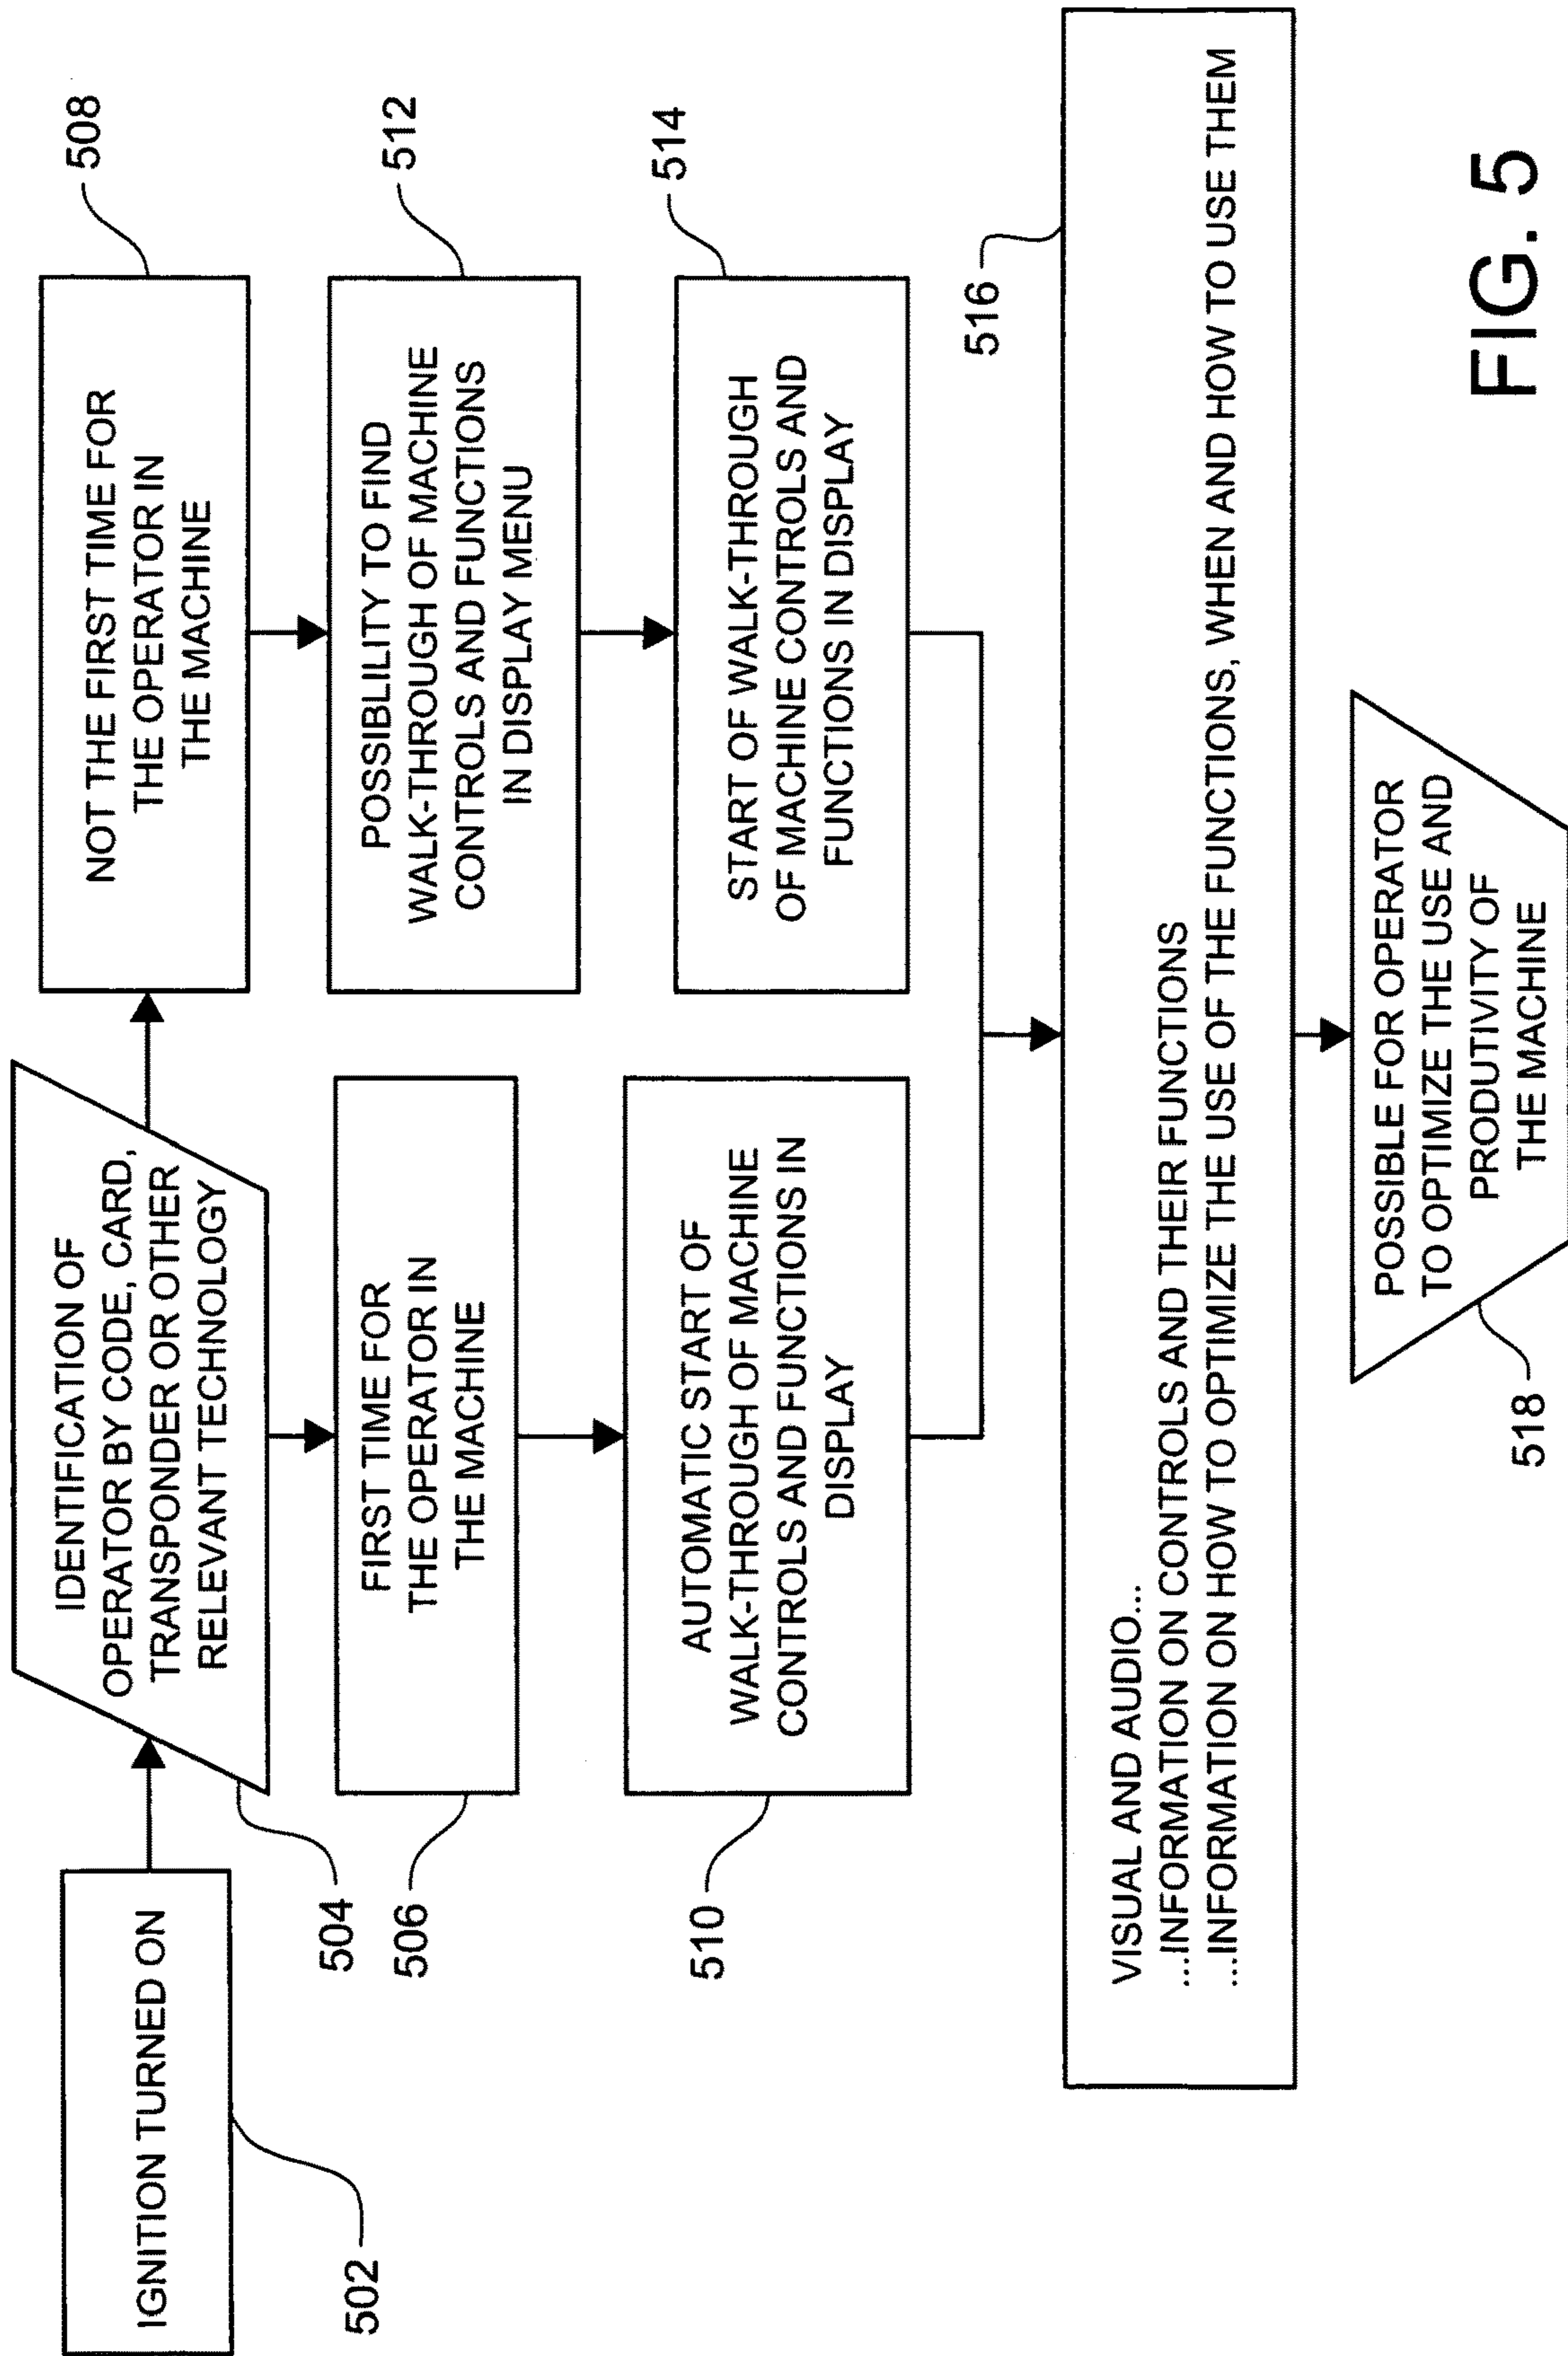 IGNITION TURNED ON
502
IDENTIFICATION OF
OPERATOR BY CODE, CARD,
TRANSPONDER OR OTHER
RELEVANT TECHNOLOGY
504
NOT THE FIRST TIME FOR
THE OPERATOR IN
THE MACHINE
508
FIRST TIME FOR
THE OPERATOR IN
THE MACHINE
506
POSSIBLILITY TO FIND
WALK-THROUGH OF MACHINE
CONTROLS AND FUNCTIONS
IN DISPLAY MENU
512
AUTOMATIC START OF
WALK-THROUGH OF MACHINE
CONTROLS AND FUNCTIONS IN
DISPLAY
510
START OF WALK-THROUGH
OF MACHINE CONTROLS AND
FUNCTIONS IN DISPLAY
514
516
VISUAL AND AUDIO...
...INFORMATION ON CONTROLS AND THEIR FUNCTIONS
...INFORMATION ON HOW TO OPTIMIZE THE USE OF THE FUNCTIONS, WHEN AND HOW TO USE THEM
POSSIBLE FOR OPERATOR
TO OPTIMIZE THE USE AND
PRODUTIVITY OF
THE MACHINE
518
FIG. 5